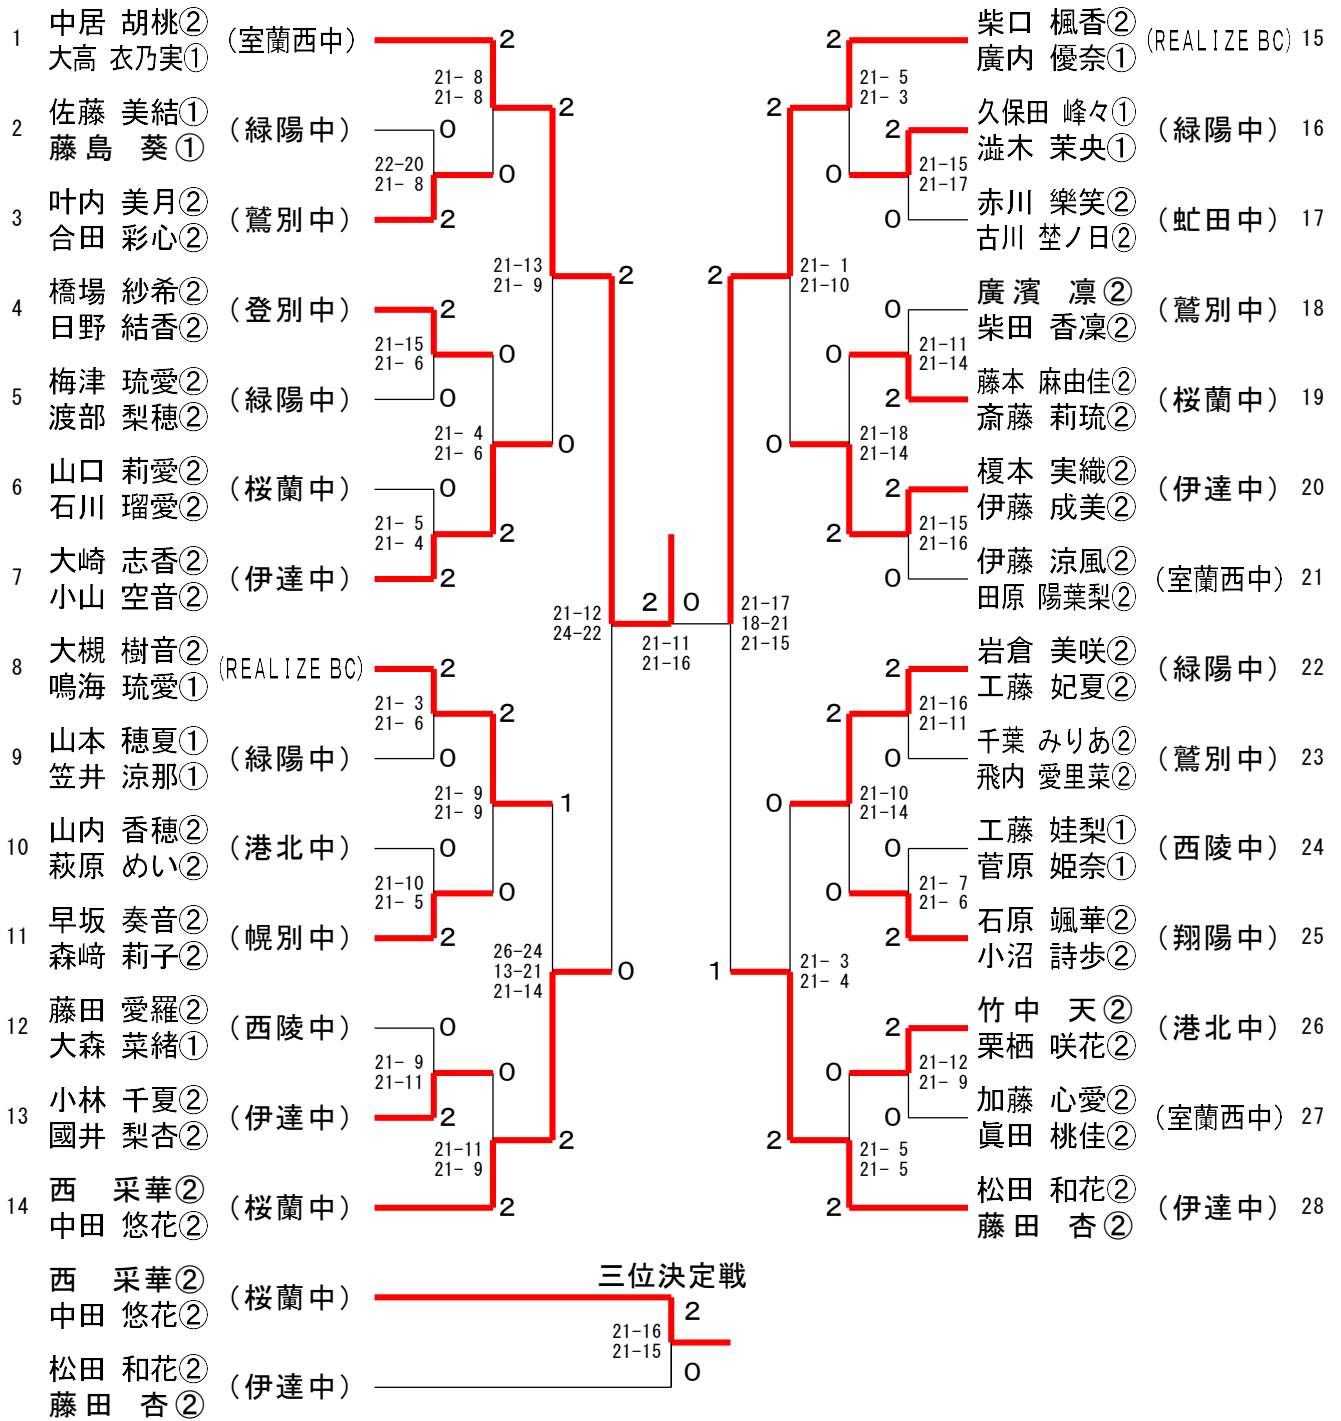 1 中居 胡桃② (室蘭西中)
大高 衣乃実①
2 佐藤 美結① (緑陽中)
藤島 葵①
3 叶内 美月② (鷲別中)
合田 彩心②
4 橋場 紗希② (登別中)
日野 結香②
5 梅津 琉愛② (緑陽中)
渡部 梨穂②
6 山口 莉愛② (桜蘭中)
石川 瑠愛②
7 大崎 志香② (伊達中)
小山 空音②
8 大槻 樹音② (REALIZE BC)
鳴海 琉愛①
9 山本 穂夏① (緑陽中)
笠井 涼那①
10 山内 香穂② (港北中)
萩原 めい②
11 早坂 奏音② (幌別中)
森﨑 莉子②
12 藤田 愛羅② (西陵中)
大森 菜緒①
13 小林 千夏② (伊達中)
國井 梨杏②
14 西 采華② (桜蘭中)
中田 悠花②
2
21- 8
21- 8
2
0
22-20
21- 8
0
2
21-13
21- 9
2
2
21-15
21- 6
0
0
21- 4
21- 6
0
0
21- 5
21- 4
2
2
21-12
24-22
2
21- 3
21- 6
2
0
21- 9
21- 9
1
0
21-10
21- 5
0
2
26-24
13-21
21-14
0
0
21- 9
21-11
0
2
21-11
21- 9
2
2
2 0
21-11
21-16
柴口 楓香② (REALIZE BC) 15
廣内 優奈①
久保田 峰々① (緑陽中) 16
澁木 茉央①
赤川 樂笑② (虻田中) 17
古川 埜ノ日②
廣濱 凛② (鷲別中) 18
柴田 香凜②
藤本 麻由佳② (桜蘭中) 19
斎藤 莉琉②
榎本 実織② (伊達中) 20
伊藤 成美②
伊藤 涼風② (室蘭西中) 21
田原 陽葉梨②
岩倉 美咲② (緑陽中) 22
工藤 妃夏②
千葉 みりあ② (鷲別中) 23
飛内 愛里菜②
工藤 娃梨① (西陵中) 24
菅原 姫奈①
石原 颯華② (翔陽中) 25
小沼 詩歩②
竹中 天② (港北中) 26
栗栖 咲花②
加藤 心愛② (室蘭西中) 27
眞田 桃佳②
松田 和花② (伊達中) 28
藤田 杏②
2
21- 5
21- 3
2
2
21-15
21-17
0
2
21- 1
21-10
0
21-11
21-14
0
2
21-18
21-14
0
2
21-15
21-16
2
0
21-17
18-21
21-15
2
21-16
21-11
2
0
21-10
21-14
0
21- 7
21- 6
0
2
1
21- 3
21- 4
2
21-12
21- 9
0
0
2
21- 5
21- 5
2
三位決定戦
西 采華② (桜蘭中)
中田 悠花②
2
21-16
21-15
0
松田 和花② (伊達中)
藤田 杏②